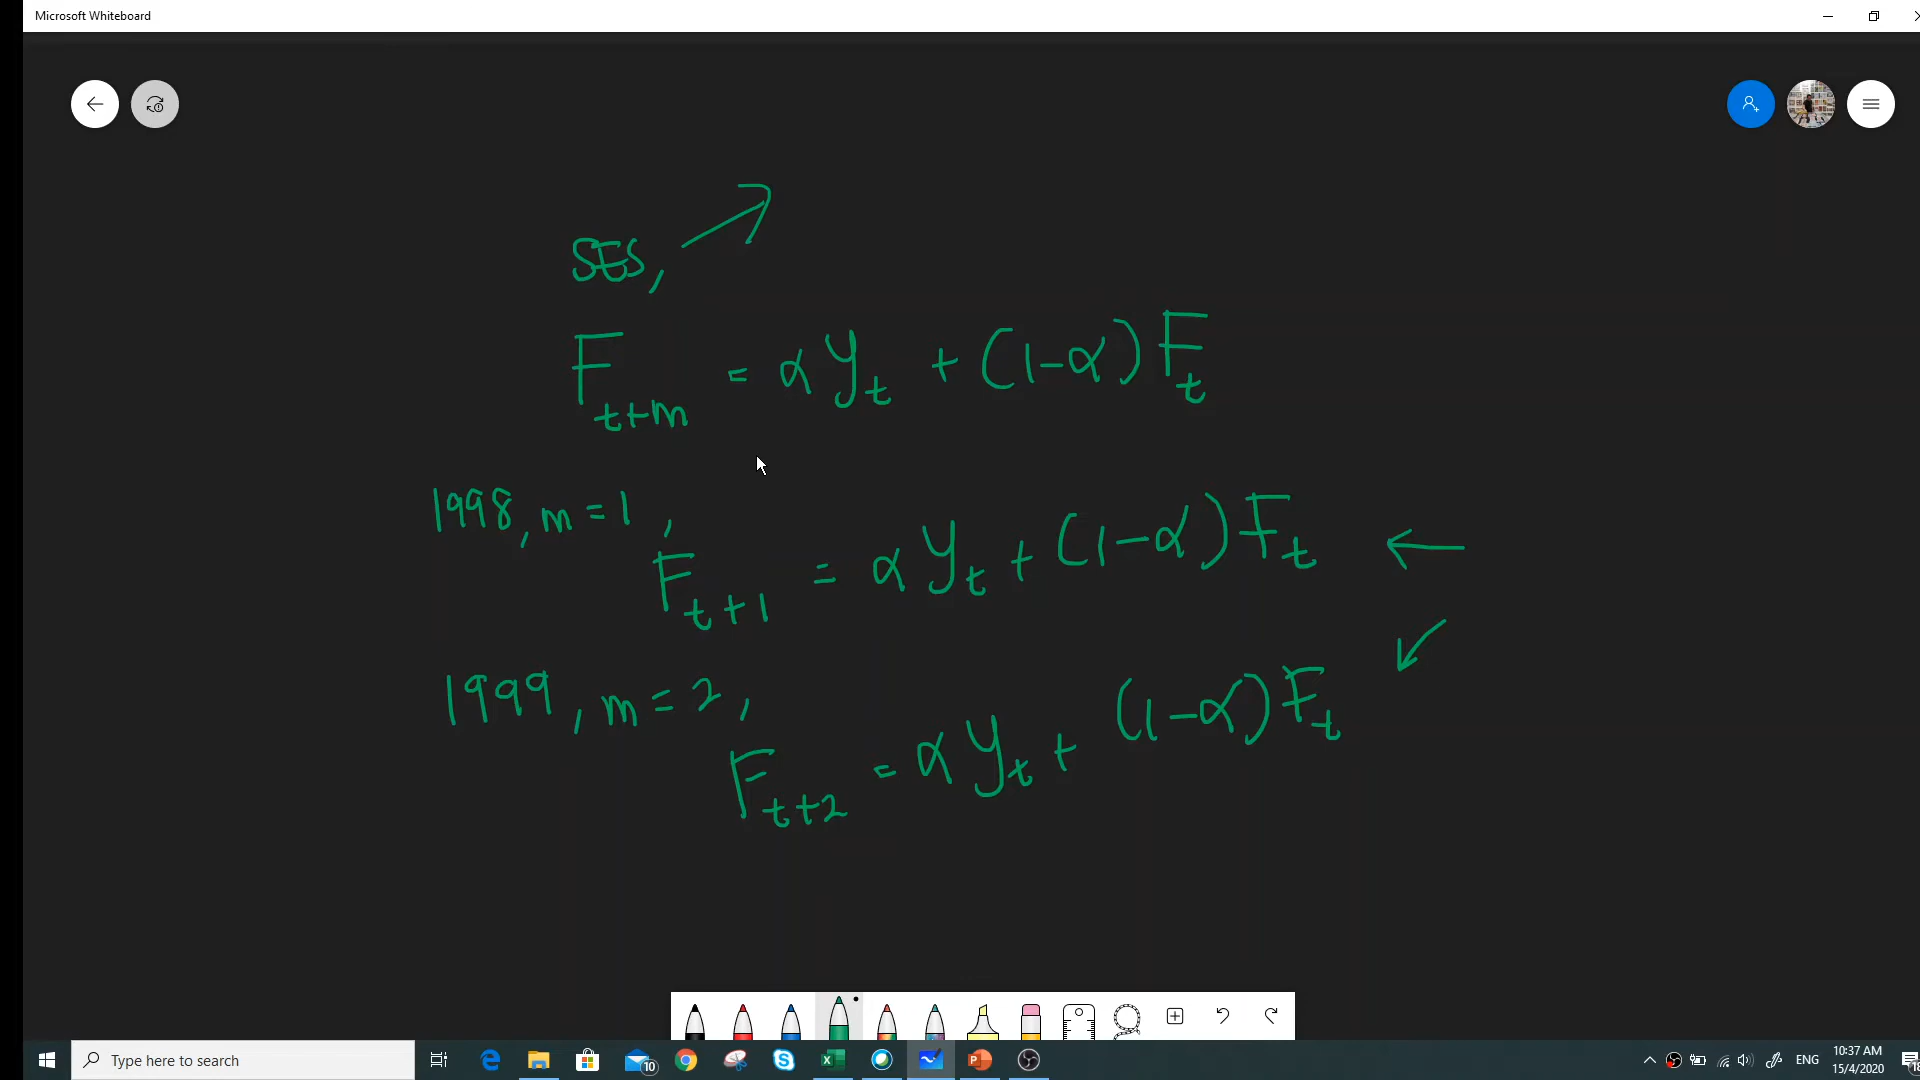 Microsoft Whiteboard
SES,
F_{t+m} = αy_t + (1-α)F_t
1998, m = 1,
F_{t+1} = αy_t + (1-α)F_t
1999, m = 2,
F_{t+2} = αy_t + (1-α)F_t
Type here to search
10
ENG
10:37 AM
15/4/2020